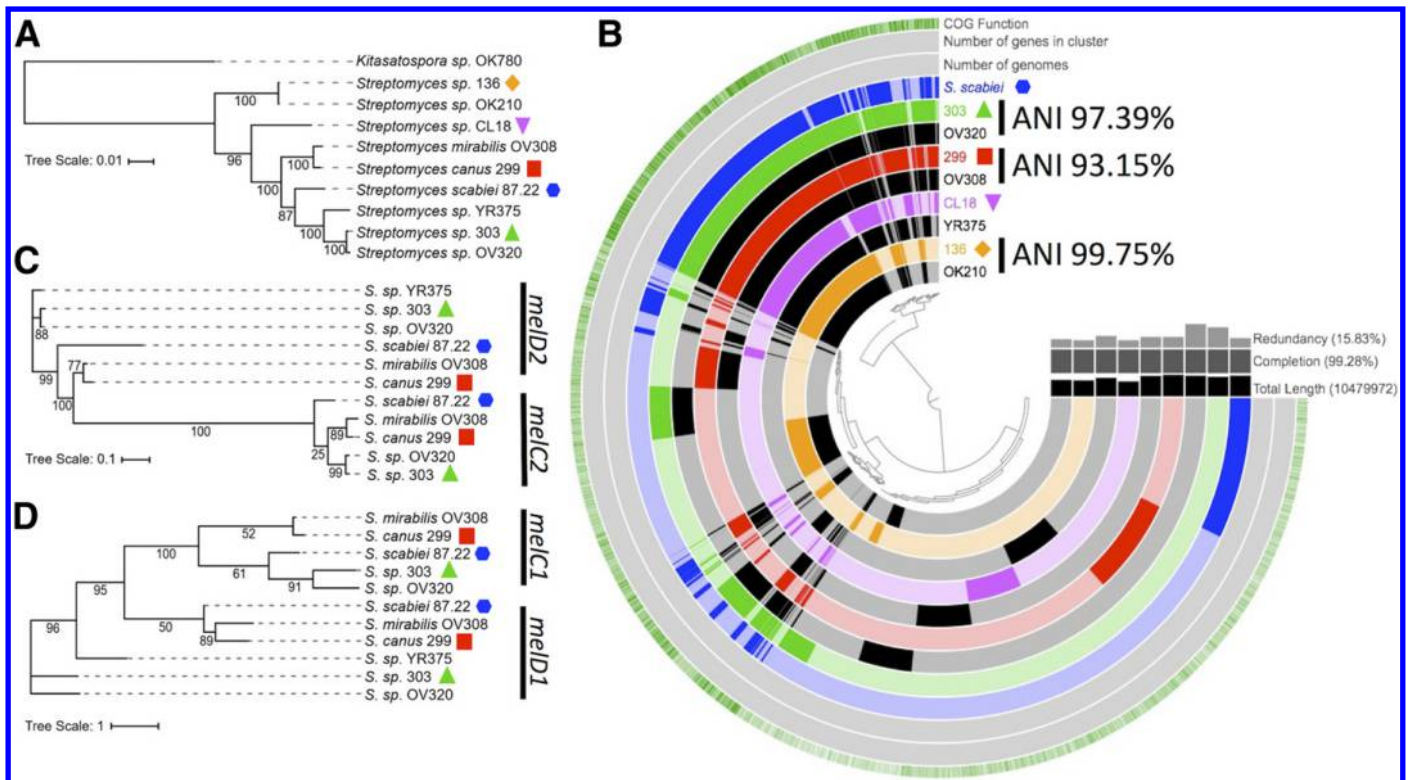 A
Kitasatospora sp. OK780
Streptomyces sp. 136
100
Streptomyces sp. OK210
Streptomyces sp. CL18
96
Streptomyces mirabilis OV308
Tree Scale: 0.01
100
Streptomyces canus 299
100
Streptomyces scabiei 87.22
87
Streptomyces sp. YR375
100
Streptomyces sp. 303
100
Streptomyces sp. OV320
C
S. sp. YR375
S. sp. 303
S. sp. OV320
88
S. scabiei 87.22
S. mirabilis OV308
77
99
S. canus 299
100
melD2
S. scabiei 87.22
S. mirabilis OV308
100
89
S. canus 299
25
S. sp. OV320
Tree Scale: 0.1
99
S. sp. 303
melC2
D
S. mirabilis OV308
52
S. canus 299
100
S. scabiei 87.22
61
S. sp. 303
91
S. sp. OV320
95
melC1
S. scabiei 87.22
S. mirabilis OV308
96
50
89
S. canus 299
S. sp. YR375
S. sp. 303
S. sp. OV320
melD1
Tree Scale: 1
B
COG Function
Number of genes in cluster
Number of genomes
S. scabiei
303
ANI 97.39%
OV320
299
ANI 93.15%
OV308
CL18
YR375
136
ANI 99.75%
OK210
Redundancy (15.83%)
Completion (99.28%)
Total Length (10479972)